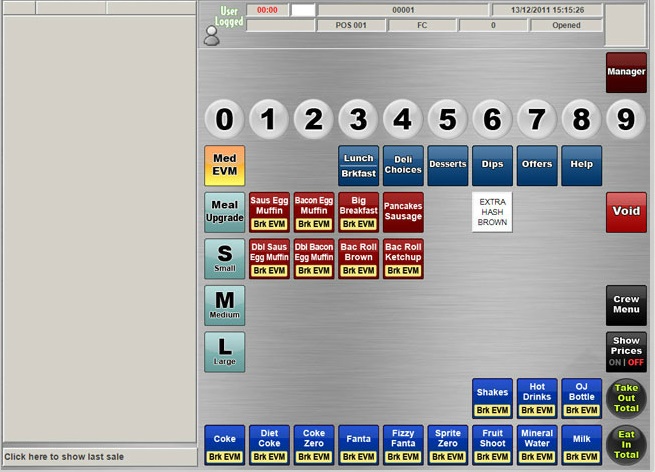 User
Logged
00:00
00001
13/12/2011 15:15:26
POS 001
FC
0
Opened
Manager
0 1 2 3 4 5 6 7 8 9
Med
EVM
Lunch
Brkfast
Deli
Choices
Desserts
Dips
Offers
Help
Meal
Upgrade
Saus Egg
Muffin
Brk EVM
Bacon Egg
Muffin
Brk EVM
Big
Breakfast
Brk EVM
Pancakes
Sausage
EXTRA
HASH
BROWN
Void
S
Small
Dbl Saus
Egg Muffin
Brk EVM
Dbl Bacon
Egg Muffin
Brk EVM
Bac Roll
Brown
Brk EVM
Bac Roll
Ketchup
Brk EVM
M
Medium
Crew
Menu
L
Large
Show
Prices
ON | OFF
Shakes
Brk EVM
Hot
Drinks
Brk EVM
OJ
Bottle
Brk EVM
Take
Out
Total
Coke
Brk EVM
Diet
Coke
Brk EVM
Coke
Zero
Brk EVM
Fanta
Brk EVM
Fizzy
Fanta
Brk EVM
Sprite
Zero
Brk EVM
Fruit
Shoot
Brk EVM
Mineral
Water
Brk EVM
Milk
Brk EVM
Eat
In
Total
Click here to show last sale